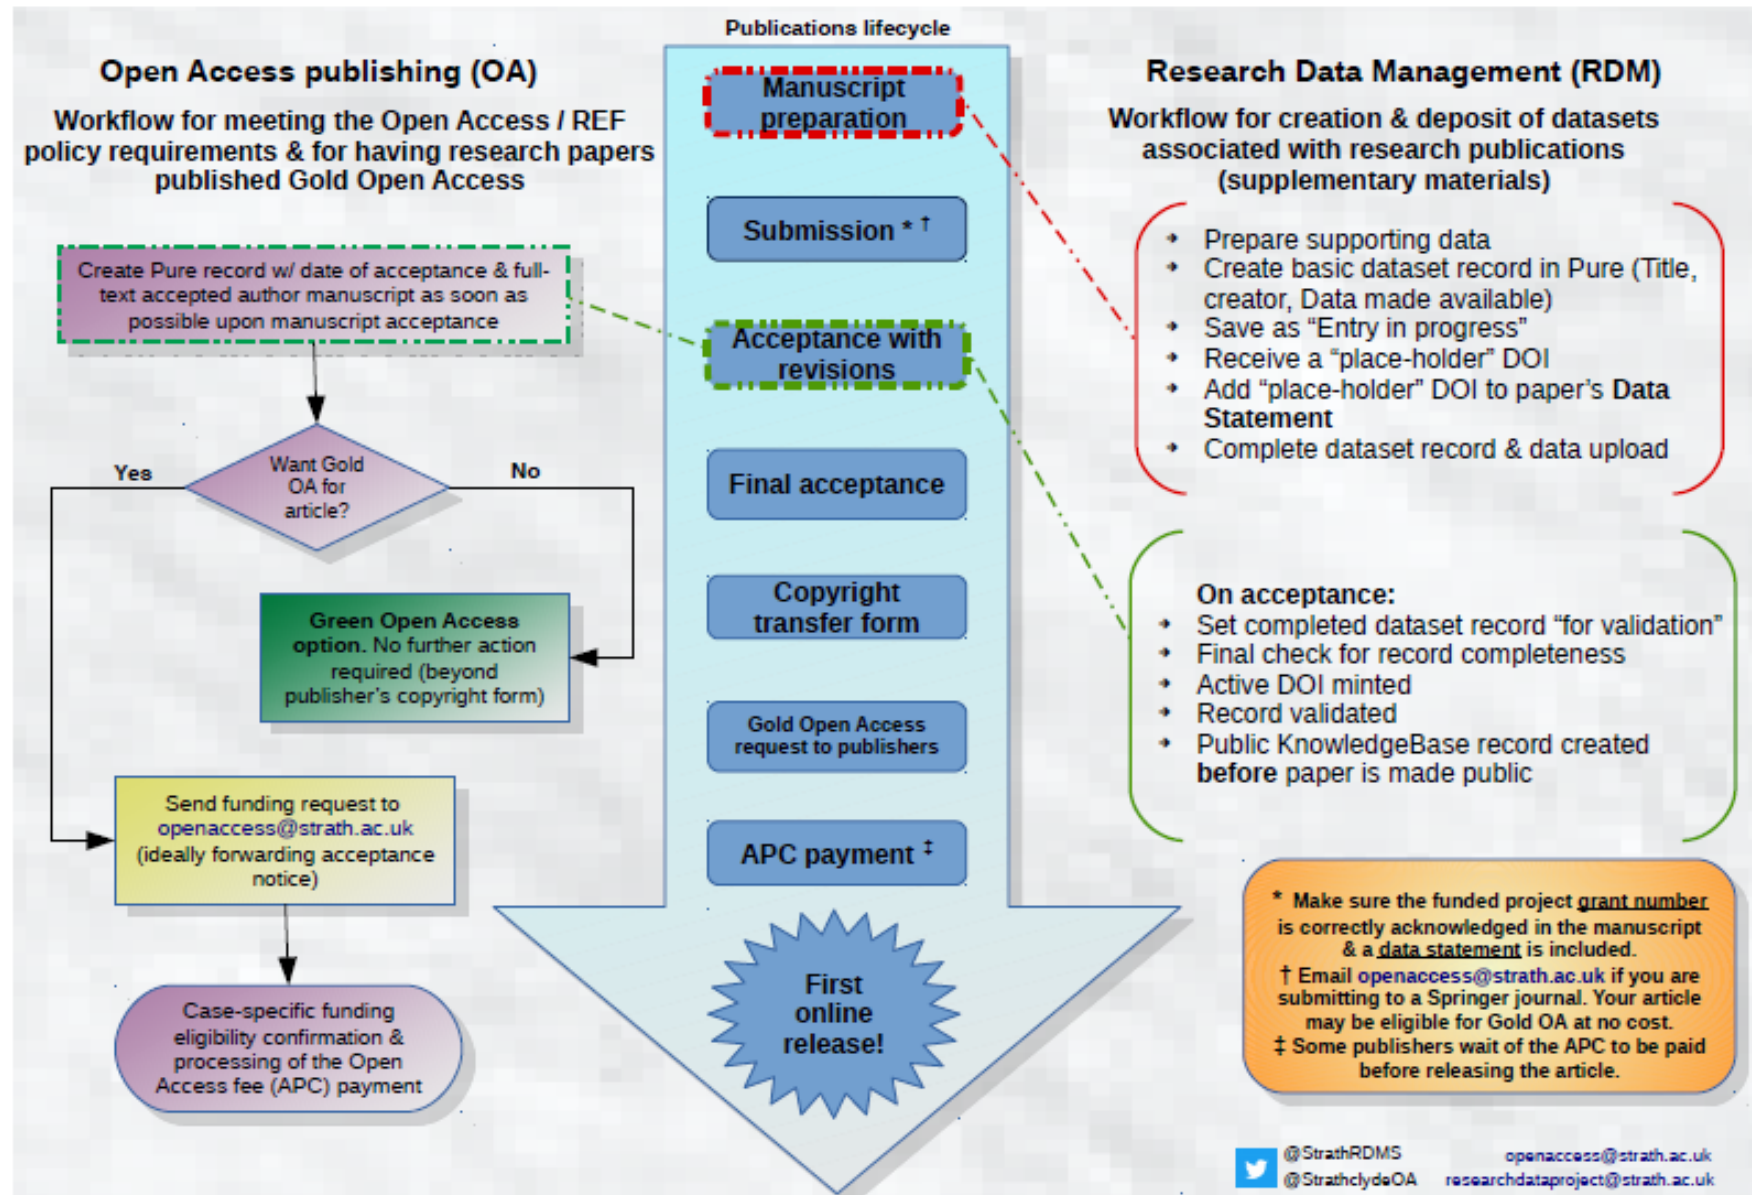 Publications lifecycle
Open Access publishing (OA)
Workflow for meeting the Open Access / REF
policy requirements & for having research papers
published Gold Open Access
Create Pure record w/ date of acceptance & full-
text accepted author manuscript as soon as
possible upon manuscript acceptance
Want Gold
OA for
article?
Yes
No
Green Open Access
option. No further action
required (beyond
publisher's copyright form)
Send funding request to
openaccess@strath.ac.uk
(ideally forwarding acceptance
notice)
Case-specific funding
eligibility confirmation &
processing of the Open
Access fee (APC) payment
Manuscript
preparation
Submission * †
Acceptance with
revisions
Final acceptance
Copyright
transfer form
Gold Open Access
request to publishers
APC payment ‡
First
online
release!
Research Data Management (RDM)
Workflow for creation & deposit of datasets
associated with research publications
(supplementary materials)
Prepare supporting data
Create basic dataset record in Pure (Title,
creator, Data made available)
Save as “Entry in progress”
Receive a “place-holder” DOI
Add “place-holder” DOI to paper's Data
Statement
Complete dataset record & data upload
On acceptance:
Set completed dataset record “for validation”
Final check for record completeness
Active DOI minted
Record validated
Public KnowledgeBase record created
before paper is made public
* Make sure the funded project grant number
is correctly acknowledged in the manuscript
& a data statement is included.
† Email openaccess@strath.ac.uk if you are
submitting to a Springer journal. Your article
may be eligible for Gold OA at no cost.
‡ Some publishers wait of the APC to be paid
before releasing the article.
@StrathRDMS
@StrathclydeOA
openaccess@strath.ac.uk
researchdataproject@strath.ac.uk